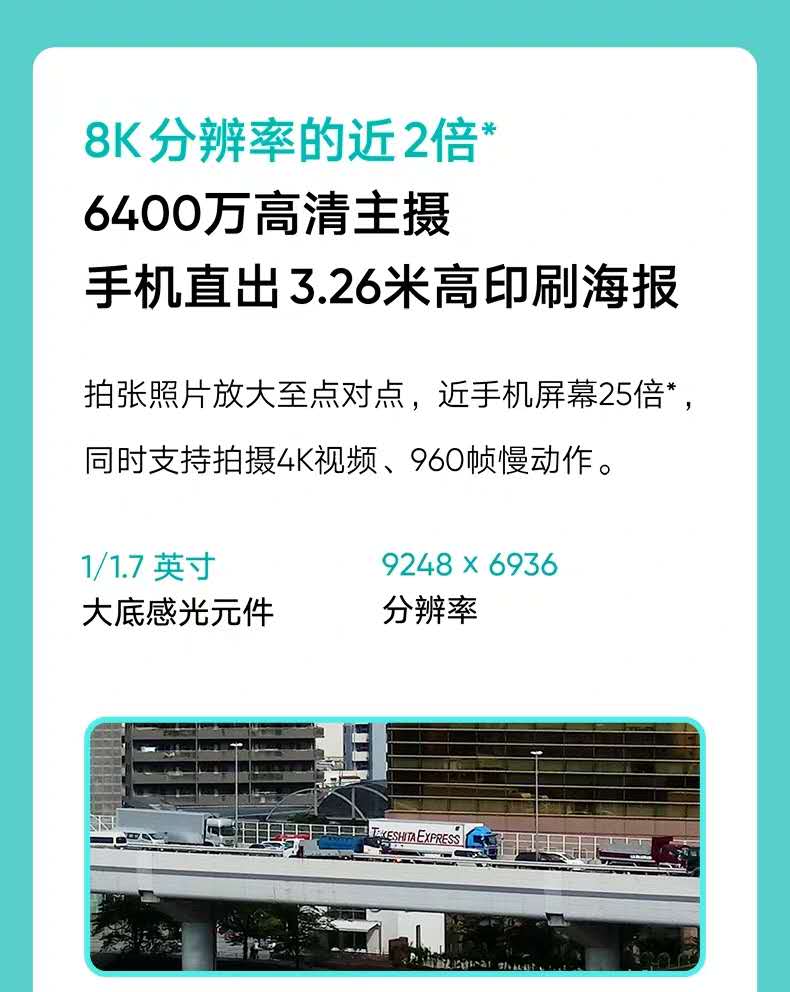 8K分辨率的近2倍*
6400万高清主摄
手机直出3.26米高印刷海报
拍张照片放大至点对点，近手机屏幕25倍*，
同时支持拍摄4K视频、960帧慢动作。
1/1.7 英寸
大底感光元件
9248 × 6936
分辨率
TAKESHITA EXPRESS